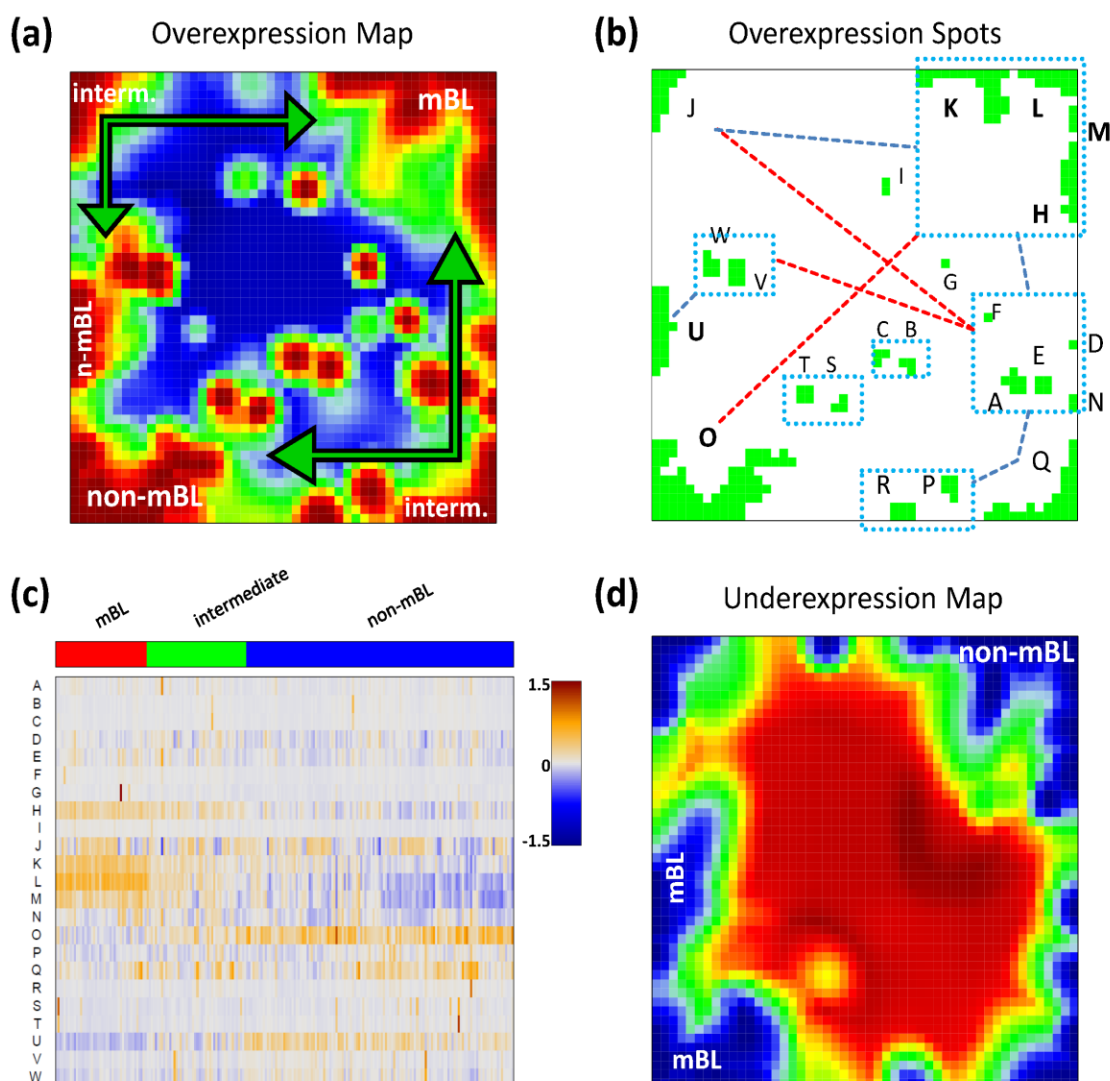 (a) Overexpression Map
(b) Overexpression Spots
interm.
mBL
n-mBL
non-mBL
interm.
J
K
L
M
I
H
W
V
G
U
F
D
C B
E
T S
A
N
O
Q
R P
(c)
mBL
intermediate
non-mBL
A
B
C
D
E
F
G
H
I
J
K
L
M
N
O
P
Q
R
S
T
U
V
W
1.5
0
-1.5
(d) Underexpression Map
non-mBL
mBL
mBL